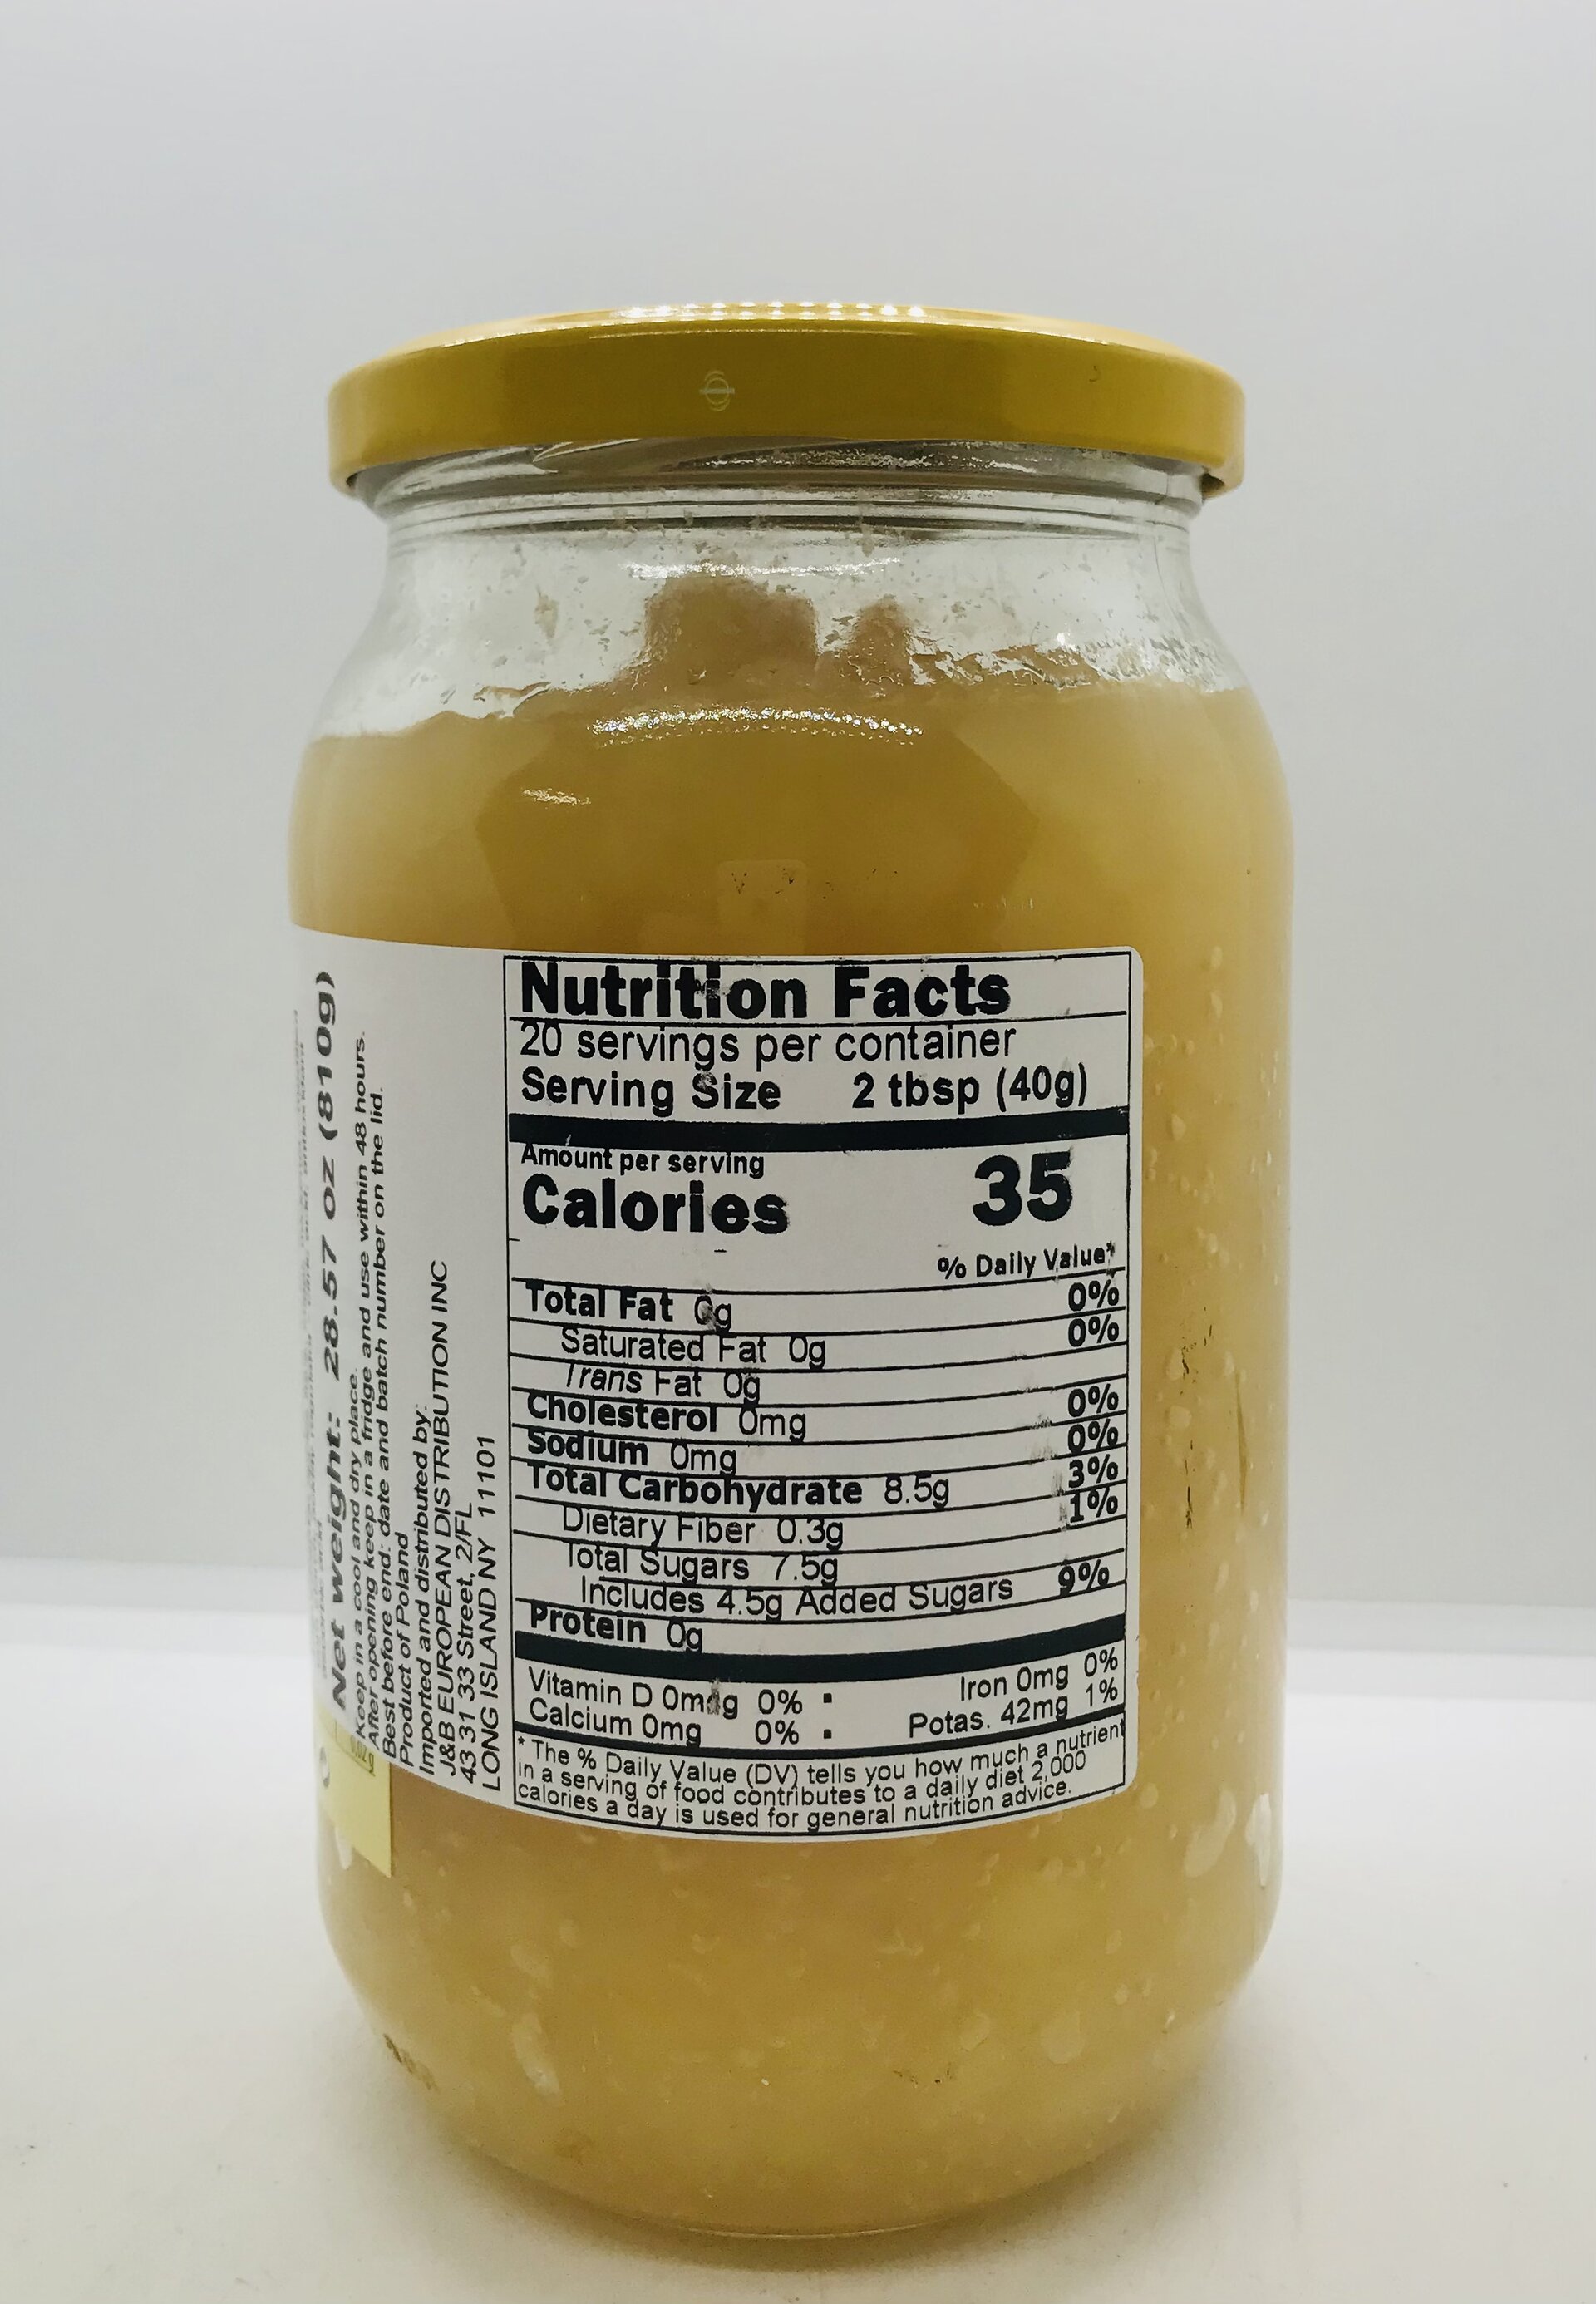 Net weight: 28.57 oz (810g)
Keep in a cool and dry place.
After opening keep in a fridge and use within 48 hours.
Best before end: date and batch number on the lid.
Product of Poland
Imported and distributed by:
J&B EUROPEAN DISTRIBUTION INC
43 31 33 Street, 2/FL
LONG ISLAND NY 11101
Nutrition Facts
20 servings per container
Serving Size 2 tbsp (40g)
Amount per serving
Calories 35
% Daily Value*
Total Fat 0g 0%
Saturated Fat 0g 0%
Trans Fat 0g
Cholesterol 0mg 0%
Sodium 0mg 0%
Total Carbohydrate 8.5g 3%
Dietary Fiber 0.3g 1%
Total Sugars 7.5g
Includes 4.5g Added Sugars 9%
Protein 0g
Vitamin D 0mcg 0% ▪ Iron 0mg 0%
Calcium 0mg 0% ▪ Potas. 42mg 1%
* The % Daily Value (DV) tells you how much a nutrient
in a serving of food contributes to a daily diet 2,000
calories a day is used for general nutrition advice.